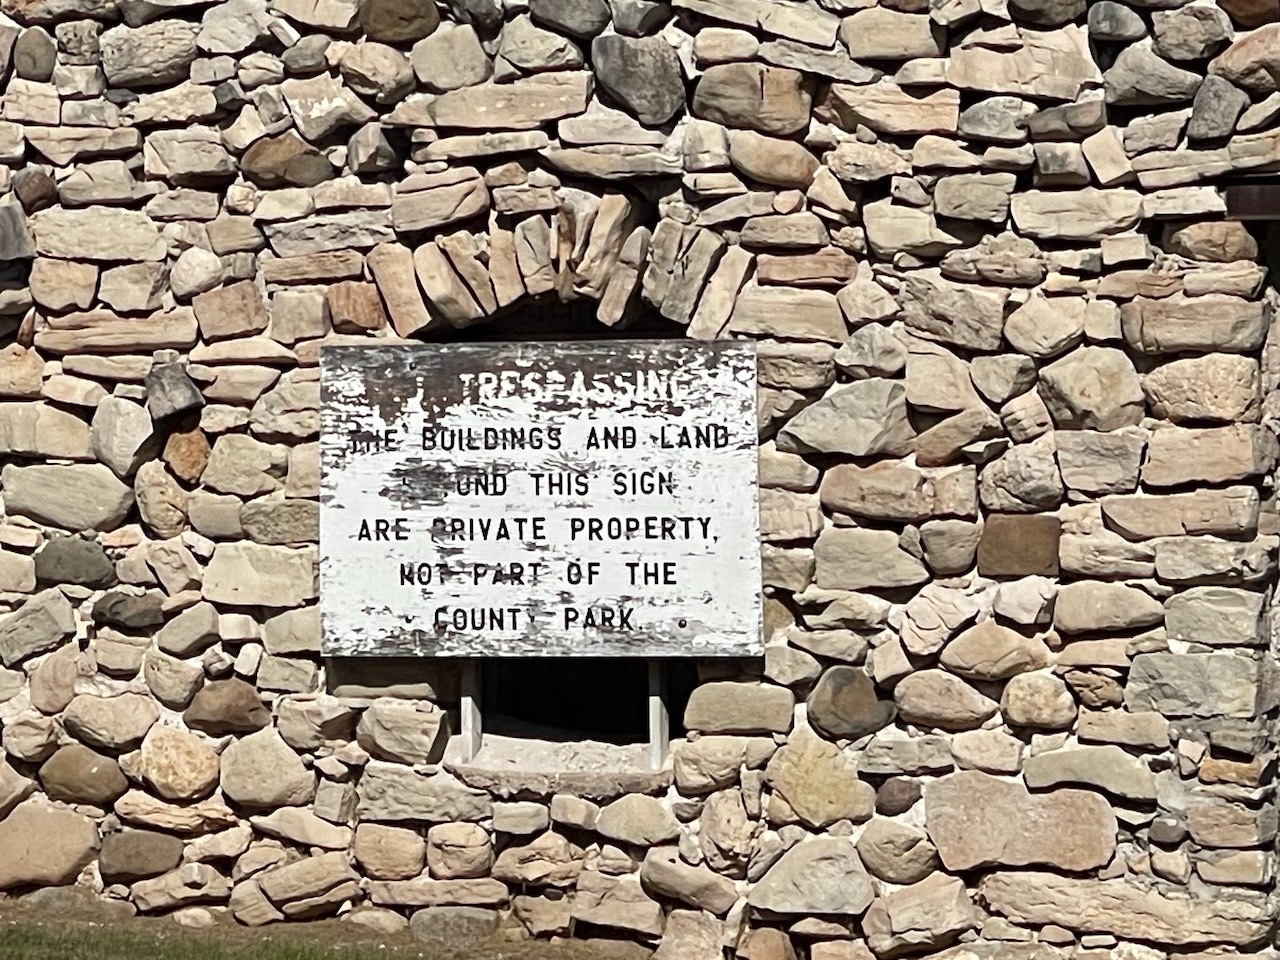 TRESPASSING
THE BUILDINGS AND LAND
THIS SIGN
ARE PRIVATE PROPERTY,
NOT PART OF THE
COUNTY PARK.